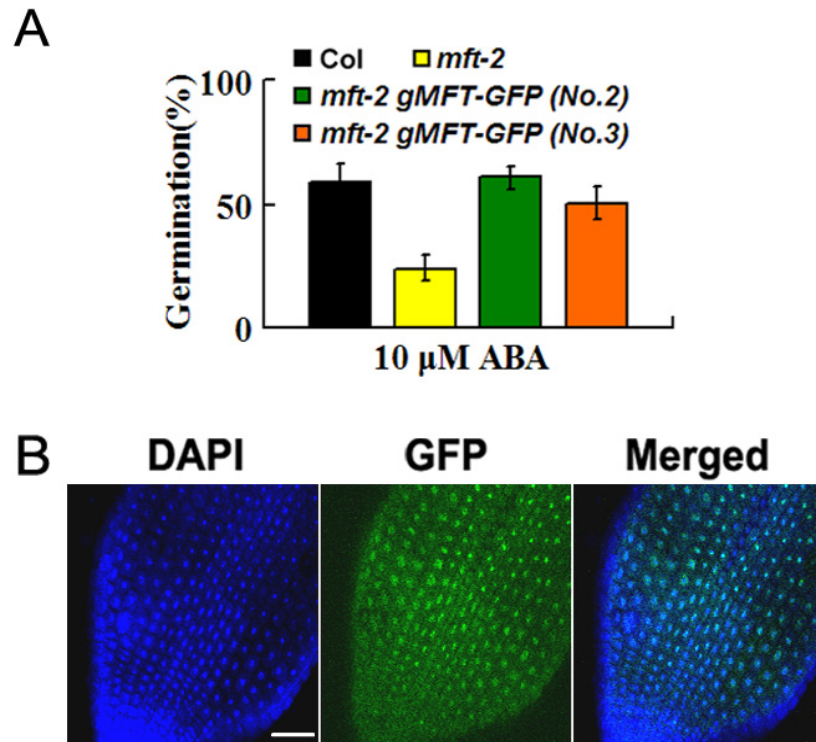 A
Col mft-2
100
mft-2 gMFT-GFP (No.2)
mft-2 gMFT-GFP (No.3)
50
0
Germination(%)
10 µM ABA
B
DAPI GFP Merged